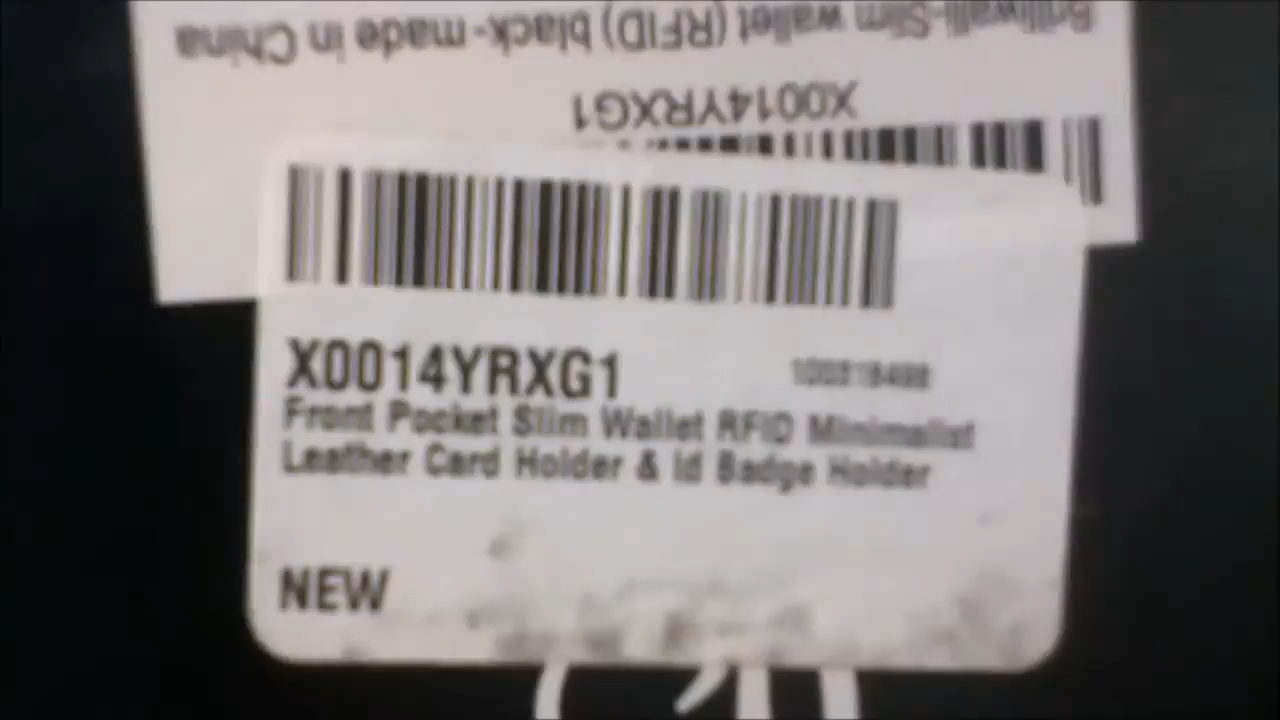 slim wallet (RFID) black-made in China
X0014YRXG1
X0014YRXG1
Front Pocket Slim Wallet RFID Minimalist
Leather Card Holder & Id Badge Holder
NEW